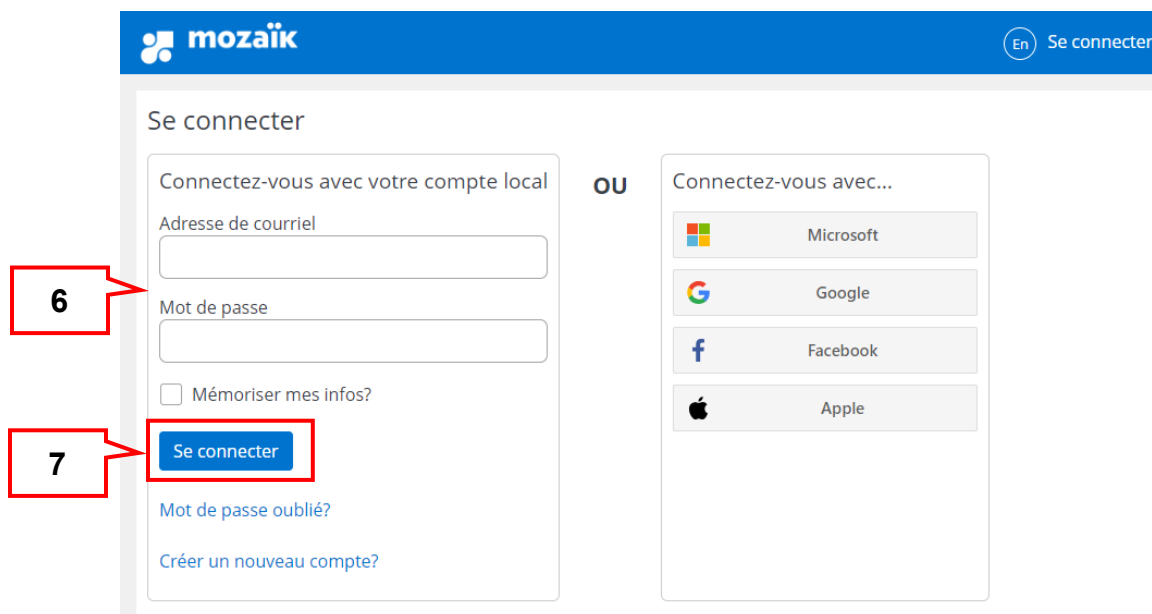 mozaïk
En Se connecter
Se connecter
Connectez-vous avec votre compte local
Adresse de courriel
6
Mot de passe
Mémoriser mes infos?
7
Se connecter
Mot de passe oublié?
Créer un nouveau compte?
OU
Connectez-vous avec...
Microsoft
Google
Facebook
Apple